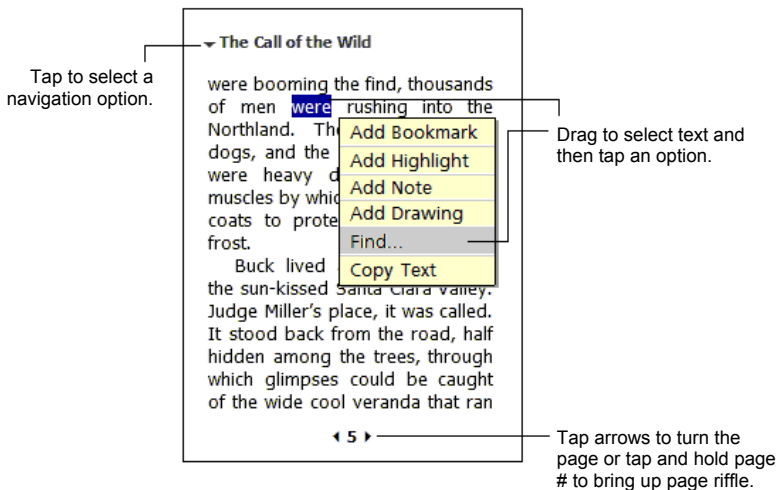 The Call of the Wild
Tap to select a
navigation option.
were booming the find, thousands
of men were rushing into the
Northland. The
dogs, and the
were heavy d
muscles by whic
coats to prote
frost.
Buck lived
the sun-kissed Santa Clara Valley.
Judge Miller's place, it was called.
It stood back from the road, half
hidden among the trees, through
which glimpses could be caught
of the wide cool veranda that ran
Add Bookmark
Add Highlight
Add Note
Add Drawing
Find...
Copy Text
Drag to select text and
then tap an option.
5
Tap arrows to turn the
page or tap and hold page
# to bring up page riffle.